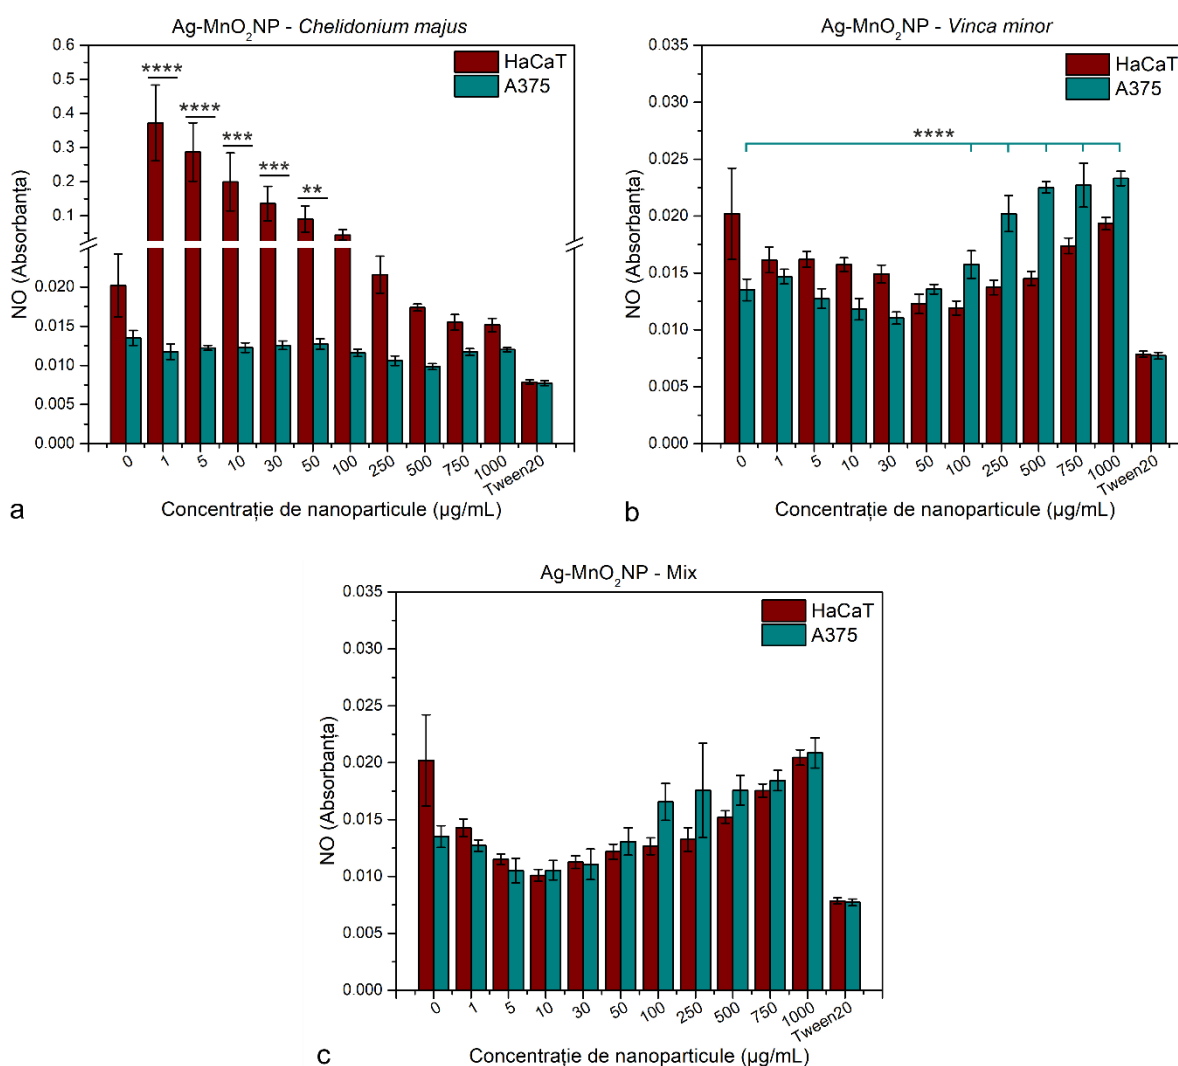 Ag-MnO2NP - Chelidonium majus
HaCaT
A375
****
****
***
***
**
NO (Absorbanța)
0.6
0.5
0.4
0.3
0.2
0.1
0.020
0.015
0.010
0.005
0.000
0 1 5 10 30 50 100 250 500 750 1000 Tween20
Concentrație de nanoparticule (µg/mL)
a
Ag-MnO2NP - Vinca minor
HaCaT
A375
****
NO (Absorbanța)
0.035
0.030
0.025
0.020
0.015
0.010
0.005
0.000
0 1 5 10 30 50 100 250 500 750 1000 Tween20
Concentrație de nanoparticule (µg/mL)
b
Ag-MnO2NP - Mix
HaCaT
A375
NO (Absorbanța)
0.035
0.030
0.025
0.020
0.015
0.010
0.005
0.000
0 1 5 10 30 50 100 250 500 750 1000 Tween20
Concentrație de nanoparticule (µg/mL)
c